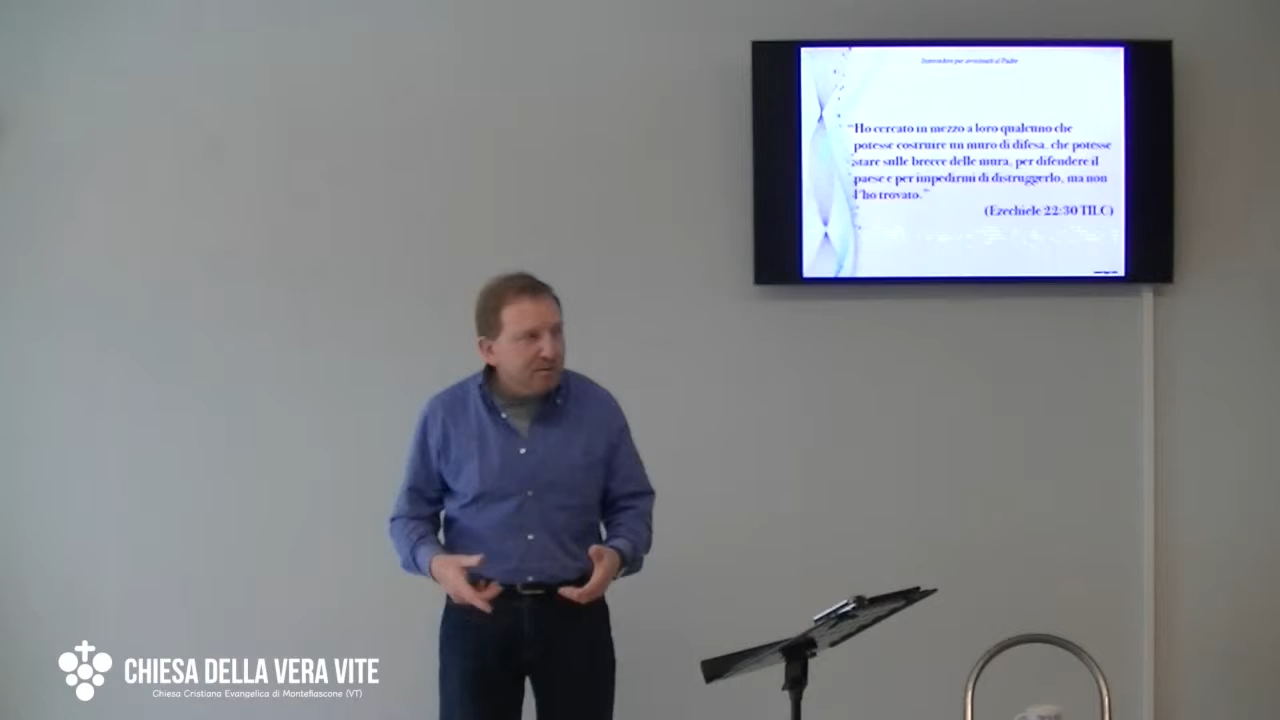 Intercedere per avvicinarti al Padre
“Ho cercato in mezzo a loro qualcuno che
potesse costruire un muro di difesa, che potesse
stare sulle brecce delle mura, per difendere il
paese e per impedirmi di distruggerlo, ma non
l’ho trovato.”
(Ezechiele 22:30 TILC)
CHIESA DELLA VERA VITE
Chiesa Cristiana Evangelica di Montefiascone (VT)